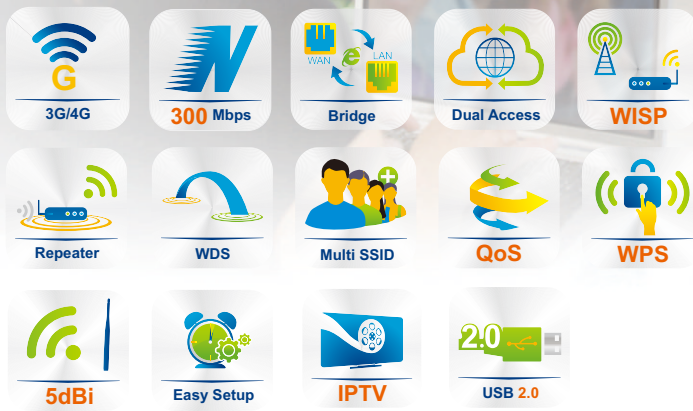 G
3G/4G
N
300 Mbps
WAN
LAN
e
Bridge
Dual Access
WISP
Repeater
WDS
Multi SSID
QoS
WPS
5dBi
Easy Setup
IPTV
2.0
USB 2.0